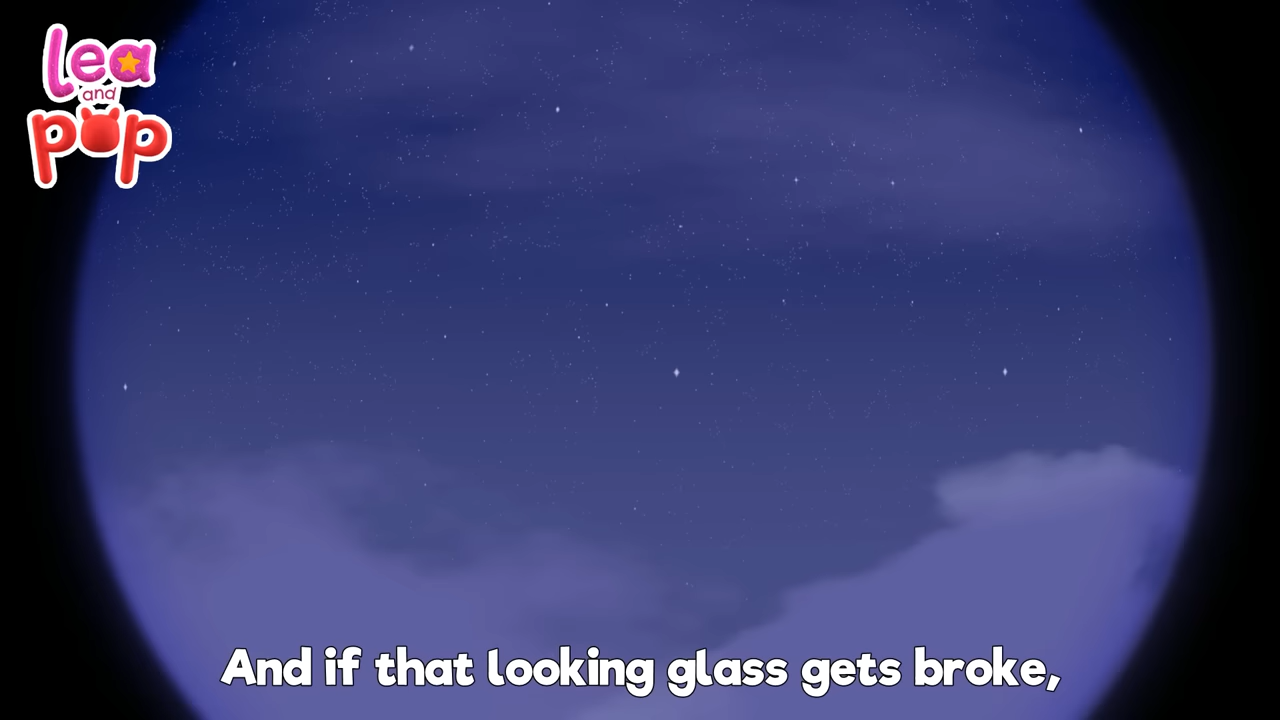 lea
and
pop
And if that looking glass gets broke,